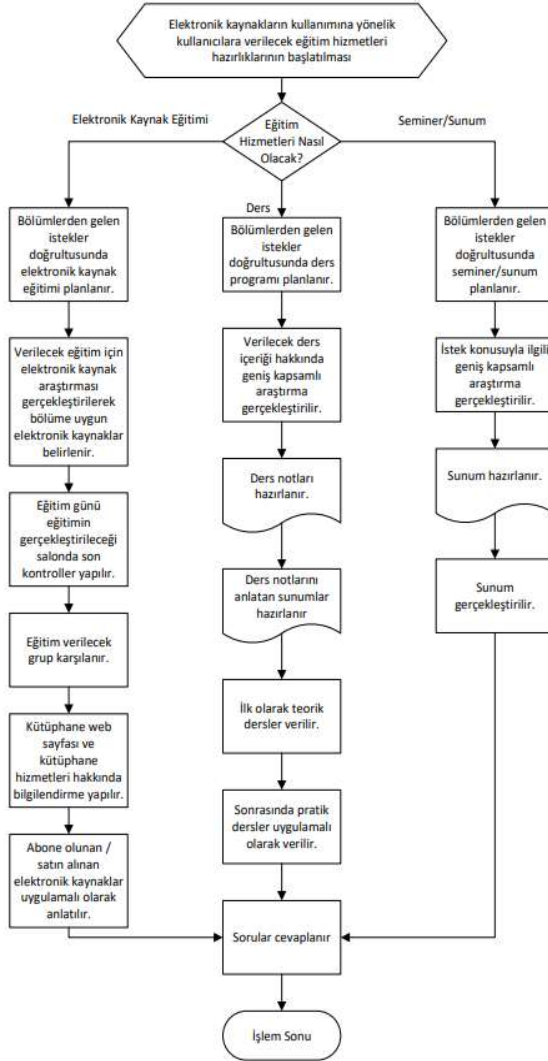 Elektronik kaynakların kullanımına yönelik
kullanıcılara verilecek eğitim hizmetleri
hazırlıklarının başlatılması
Elektronik Kaynak Eğitimi
Eğitim
Hizmetleri Nasıl
Olacak?
Seminer/Sunum
Ders
Bölümlerden gelen
istekler
doğrultusunda
elektronik kaynak
eğitimi planlanır.
Verilecek eğitim için
elektronik kaynak
araştırması
gerçekleştirilerek
bölüme uygun
elektronik kaynaklar
belirlenir.
Eğitim günü
eğitimin
gerçekleştirileceği
salonda son
kontroller yapılır.
Eğitim verilecek
grup karşılanır.
Kütüphane web
sayfası ve
kütüphane
hizmetleri hakkında
bilgilendirme yapılır.
Abone olunan /
satın alınan
elektronik kaynaklar
uygulamalı olarak
anlatılır.
Bölümlerden gelen
istekler
doğrultusunda ders
programı planlanır.
Verilecek ders
içeriği hakkında
geniş kapsamlı
araştırma
gerçekleştirilir.
Ders notları
hazırlanır.
Ders notlarını
anlatan sunumlar
hazırlanır
İlk olarak teorik
dersler verilir.
Sonrasında pratik
dersler uygulamalı
olarak verilir.
Bölümlerden gelen
istekler
doğrultusunda
seminer/sunum
planlanır.
İstek konusuyla ilgili
geniş kapsamlı
araştırma
gerçekleştirilir.
Sunum hazırlanır.
Sunum
gerçekleştirilir.
Sorular cevaplanır
İşlem Sonu